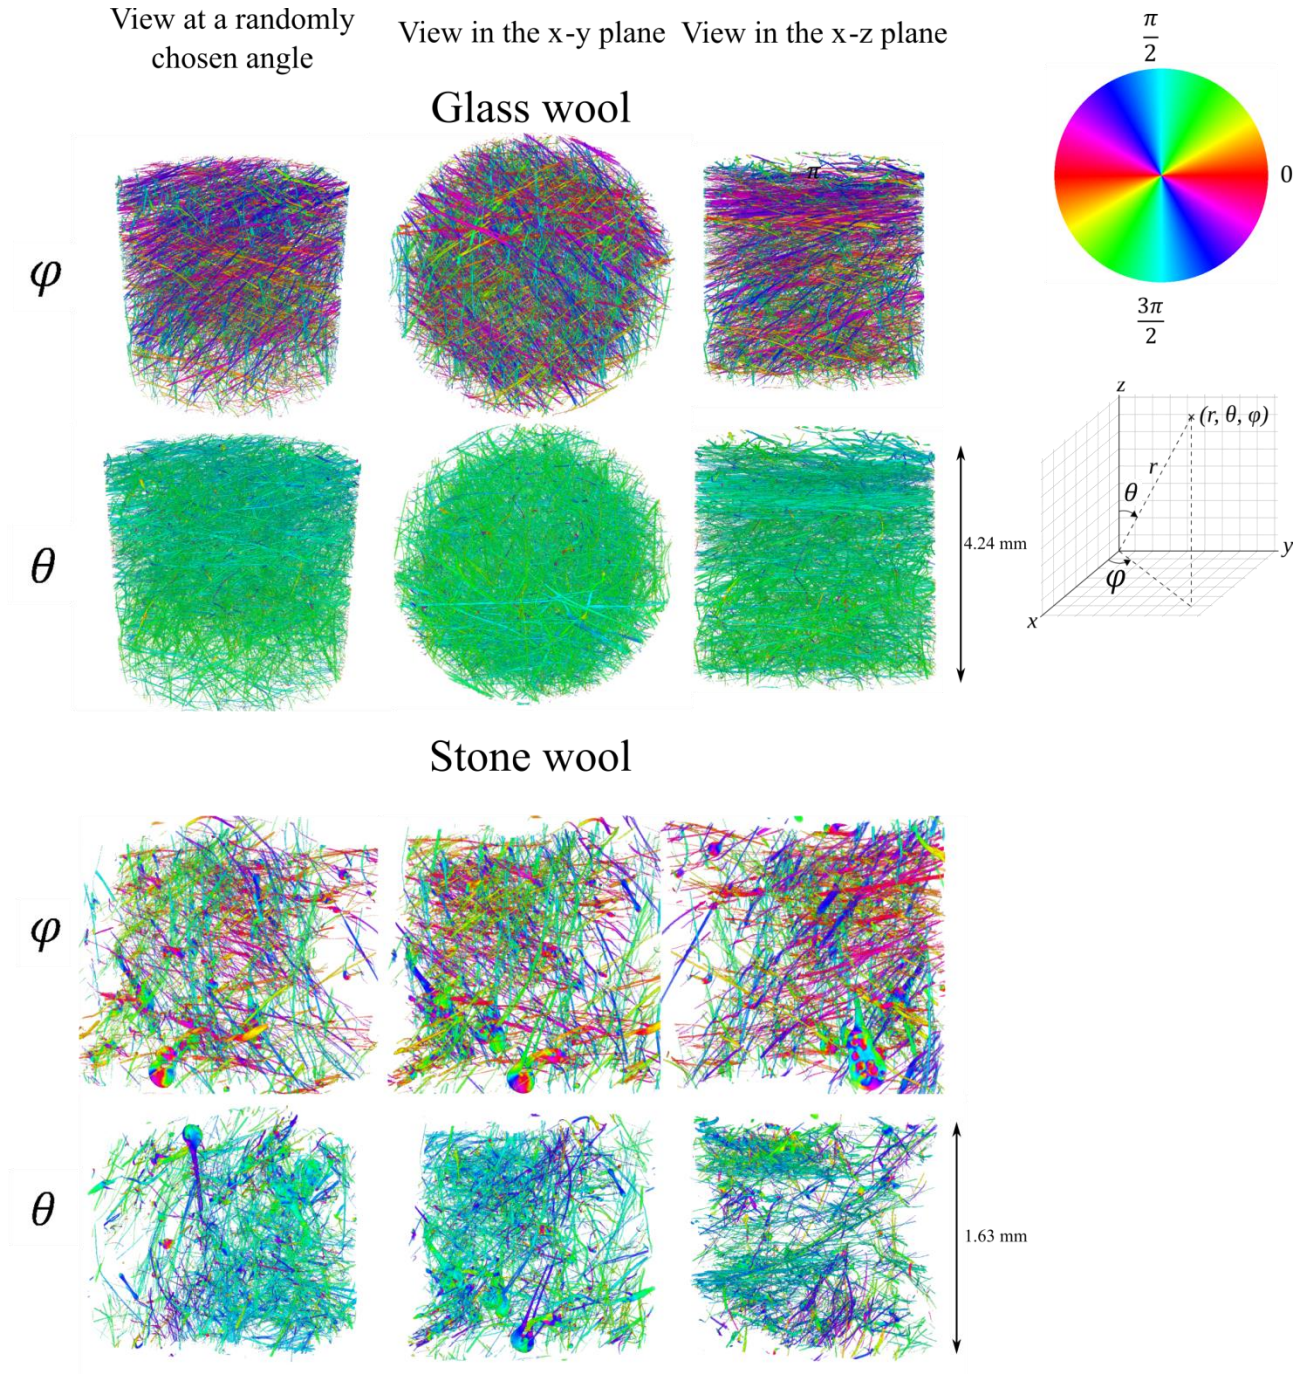 View at a randomly
chosen angle
View in the x-y plane
View in the x-z plane
π
2
Glass wool
π
0
φ
3π
2
z
(r, θ, φ)
r
θ
4.24 mm
θ
y
φ
x
Stone wool
φ
θ
1.63 mm